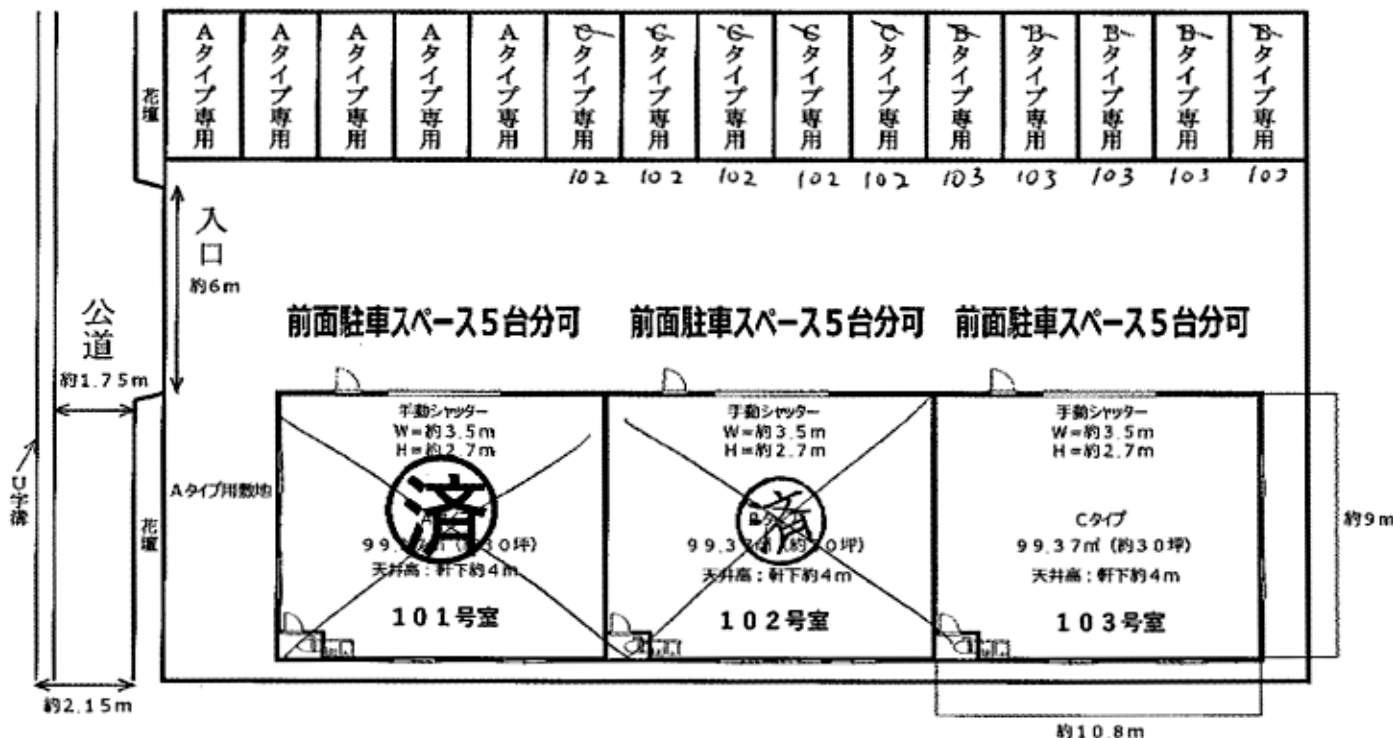 Aタイプ専用
Aタイプ専用
Aタイプ専用
Aタイプ専用
Aタイプ専用
Cタイプ専用
Cタイプ専用
Cタイプ専用
Cタイプ専用
Cタイプ専用
Bタイプ専用
Bタイプ専用
Bタイプ専用
Bタイプ専用
Bタイプ専用
102 102 102 102 102 103 103 103 103
花壇
入口
約6m
公道
約1.75m
前面駐車スペース5台分可
前面駐車スペース5台分可
前面駐車スペース5台分可
U字溝
Aタイプ用敷地
花壇
手動シャッター
W=約3.5m
H=約2.7m
済
天井高:軒下約4m
101号室
手動シャッター
W=約3.5m
H=約2.7m
済
天井高:軒下約4m
102号室
手動シャッター
W=約3.5m
H=約2.7m
Cタイプ
99.37㎡(約30坪)
天井高:軒下約4m
103号室
約9m
約2.15m
約10.8m